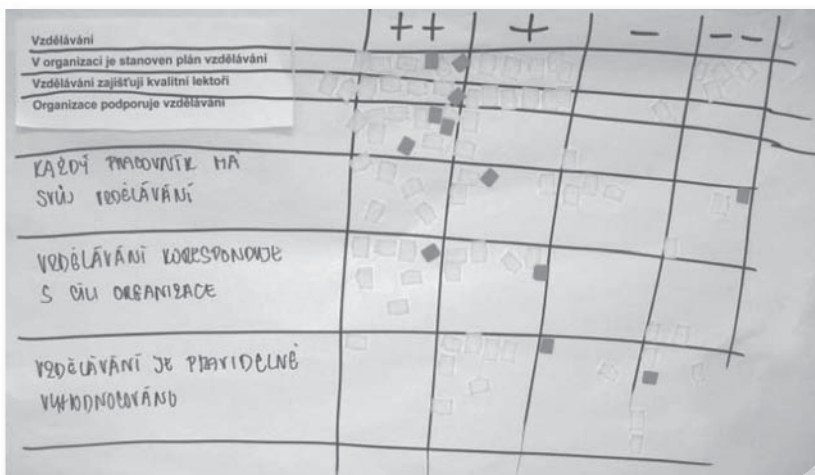 Vzdělávání
++ + - --
V organizaci je stanoven plán vzdělávání
Vzdělávání zajišťují kvalitní lektoři
Organizace podporuje vzdělávání
KAŽDÝ PRACOVNÍK MÁ
SVŮJ VZDĚLÁVÁNÍ
VZDĚLÁVÁNÍ KORESPONDUJE
S CÍLI ORGANIZACE
VZDĚLÁVÁNÍ JE PRAVIDELNĚ
VYHODNOCOVÁNO